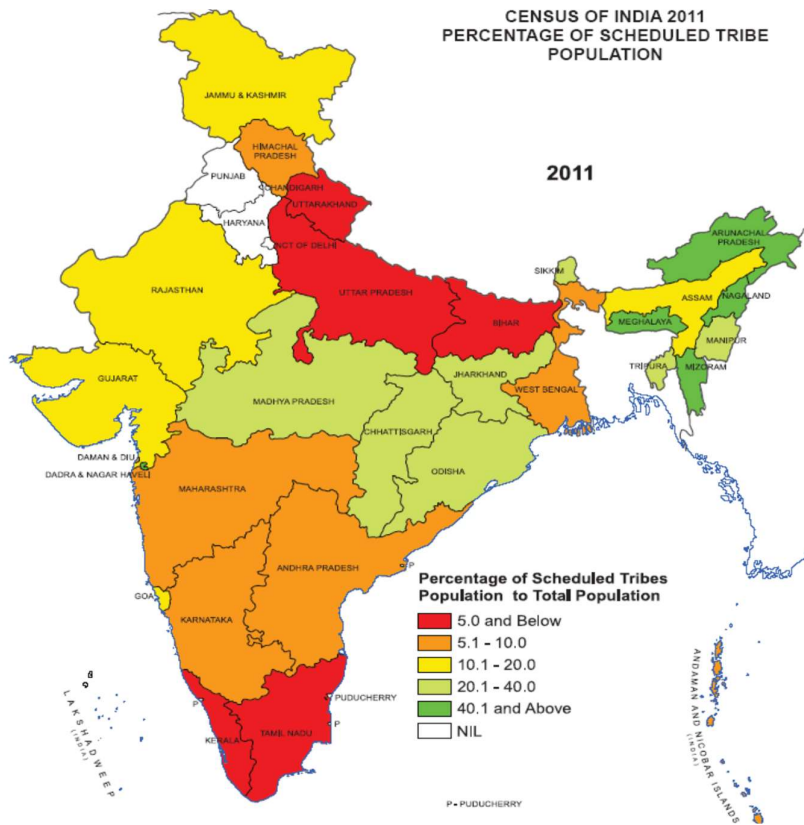 CENSUS OF INDIA 2011
PERCENTAGE OF SCHEDULED TRIBE
POPULATION
2011
JAMMU & KASHMIR
HIMACHAL
PRADESH
PUNJAB
CHANDIGARH
UTTARAKHAND
HARYANA
NCT OF DELHI
ARUNACHAL
PRADESH
SIKKIM
RAJASTHAN
UTTAR PRADESH
ASSAM
NAGALAND
BIHAR
MEGHALAYA
MANIPUR
GUJARAT
JHARKHAND
TRIPURA
MIZORAM
MADHYA PRADESH
WEST BENGAL
CHHATTISGARH
DAMAN & DIU
ODISHA
DADRA & NAGAR HAVELI
MAHARASHTRA
ANDHRA PRADESH
P
GOA
KARNATAKA
Percentage of Scheduled Tribes
Population to Total Population
5.0 and Below
5.1 - 10.0
10.1 - 20.0
20.1 - 40.0
40.1 and Above
NIL
PUDUCHERRY
P
P
KERALA
TAMIL NADU
LAKSHADWEEP
(INDIA)
ANDAMAN AND NICOBAR ISLANDS
(INDIA)
P - PUDUCHERRY